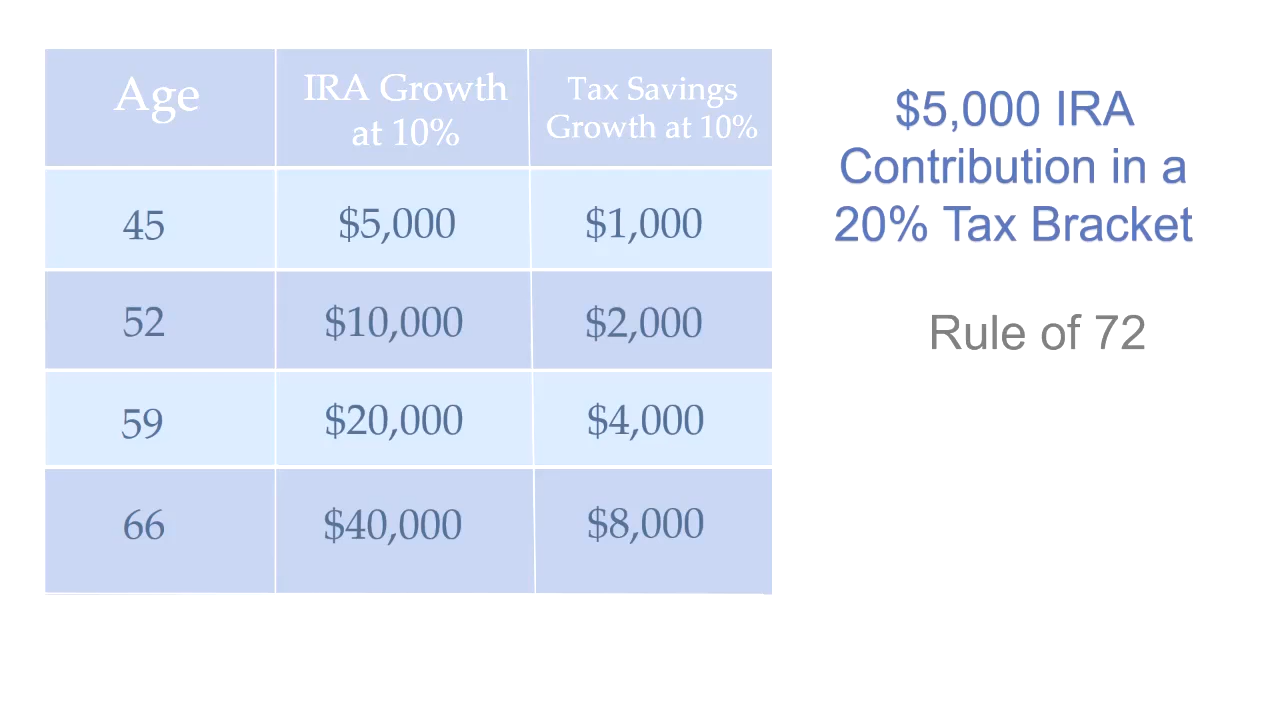 Age
IRA Growth
at 10%
Tax Savings
Growth at 10%
45
$5,000
$1,000
52
$10,000
$2,000
59
$20,000
$4,000
66
$40,000
$8,000
$5,000 IRA
Contribution in a
20% Tax Bracket
Rule of 72